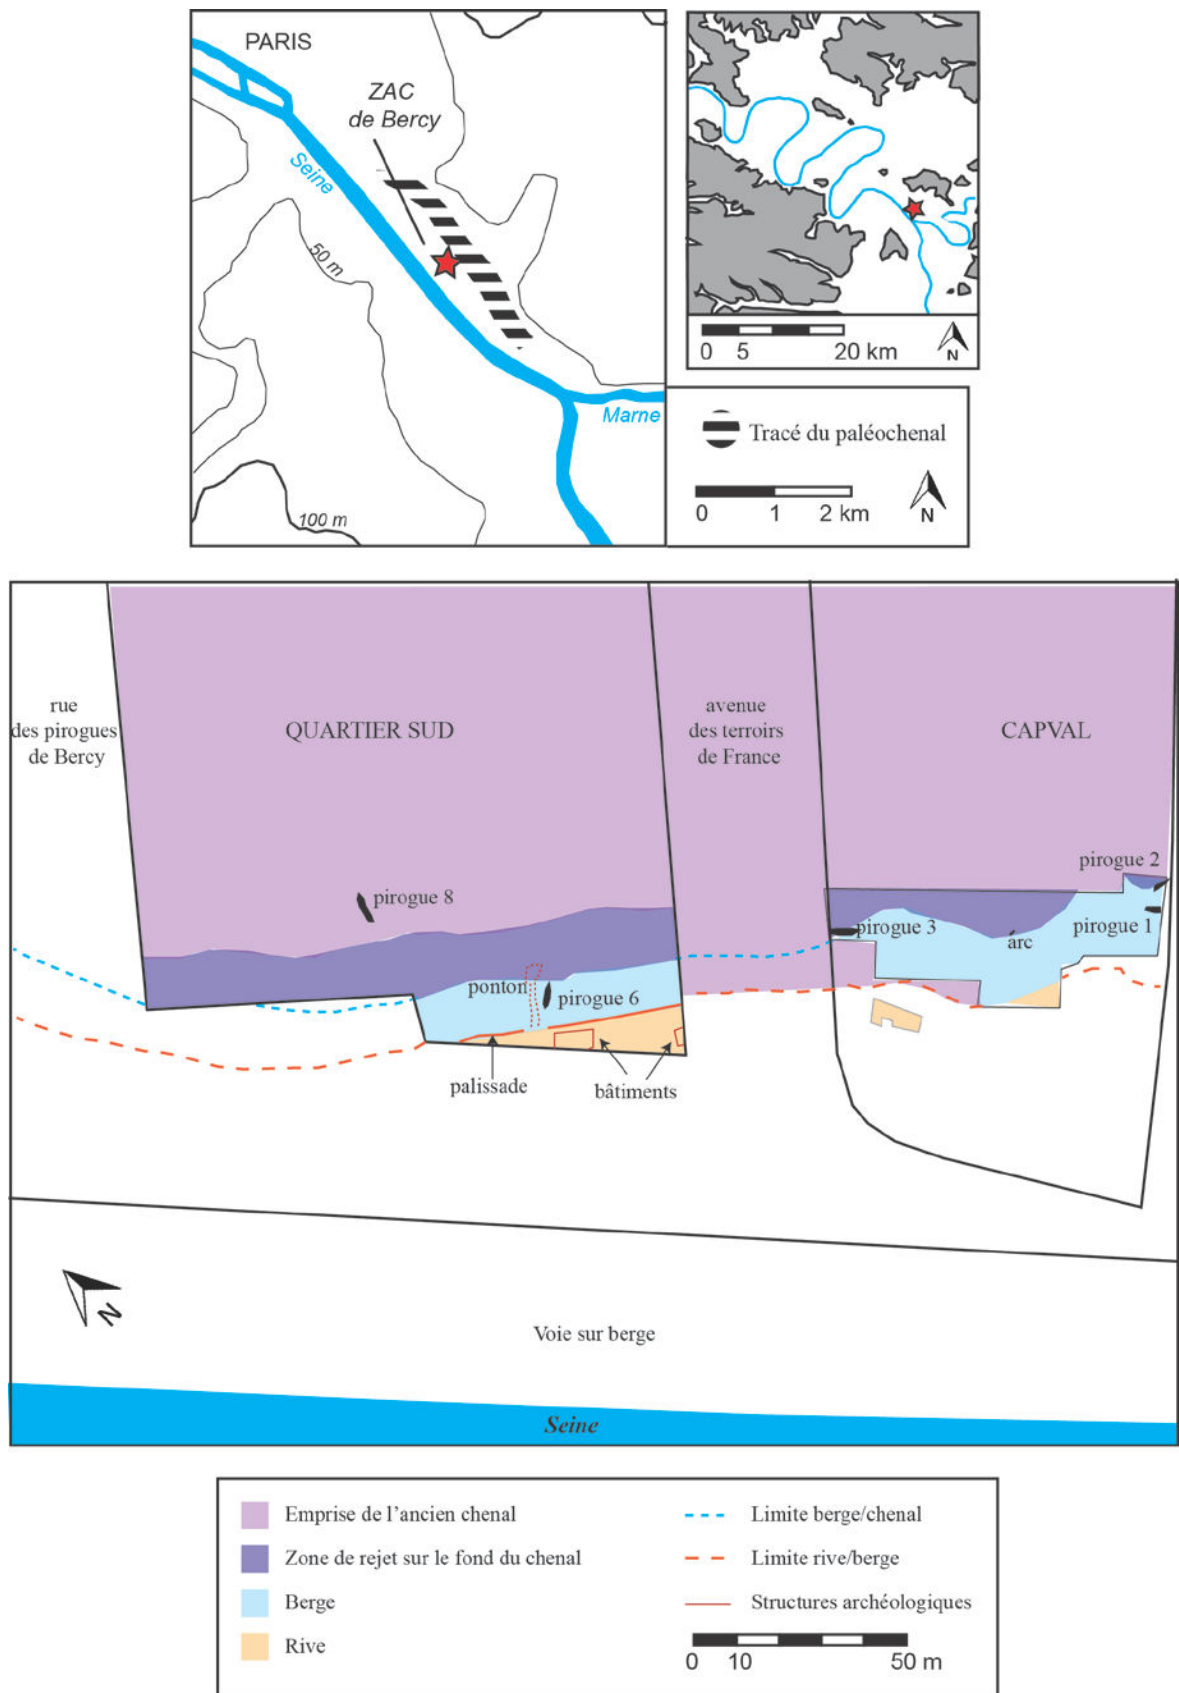 PARIS
ZAC
de Bercy
Seine
50 m
100 m
Marne
0 5 20 km
N
Tracé du paléochenal
0 1 2 km
N
rue
des pirogues
de Bercy
QUARTIER SUD
avenue
des terroirs
de France
CAPVAL
pirogue 2
pirogue 8
pirogue 1
pirogue 3
arc
ponton
pirogue 6
palissade
bâtiments
N
Voie sur berge
Seine
Emprise de l'ancien chenal
Zone de rejet sur le fond du chenal
Berge
Rive
Limite berge/chenal
Limite rive/berge
Structures archéologiques
0 10 50 m